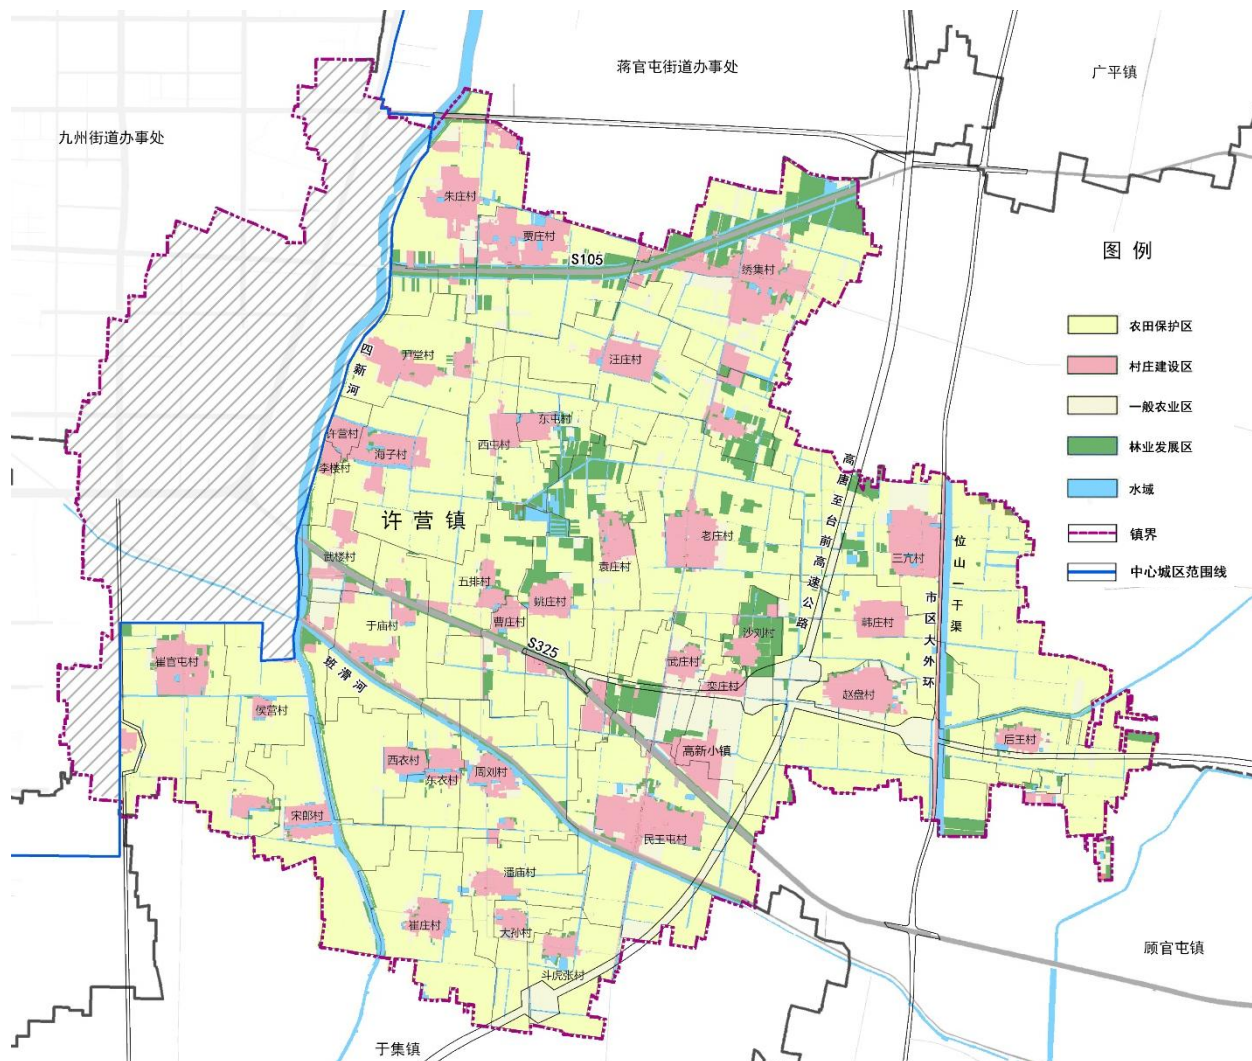 蒋官屯街道办事处
广平镇
九州街道办事处
朱庄村
贾庄村
S105
绣集村
图例
农田保护区
村庄建设区
一般农业区
林业发展区
水域
镇界
中心城区范围线
四新河
尹堂村
汪庄村
东屯村
西屯村
许营村
海子村
李楼村
许营镇
高唐至台前高速公路
老庄村
袁庄村
三六村
位山一干渠
市区大外环
武楼村
五排村
姚庄村
曹庄村
于庙村
韩庄村
沙刘村
S325
武庄村
栾庄村
赵盘村
班滑河
崔官屯村
侯营村
后王村
高新小镇
西衣村
东衣村
周刘村
宋郎村
民王屯村
潘庙村
崔庄村
大孙村
斗虎张村
顾官屯镇
于集镇